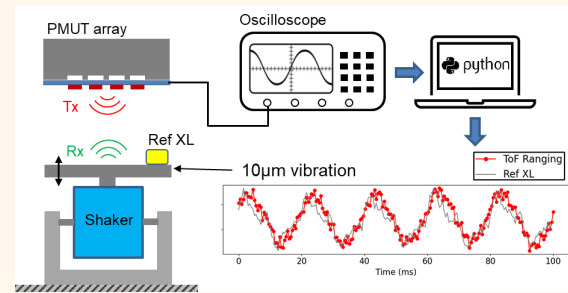 PMUT array
Oscilloscope
Tx
python
Rx
Ref XL
10μm vibration
Shaker
ToF Ranging
Ref XL
0 20 40 60 80 100
Time (ms)